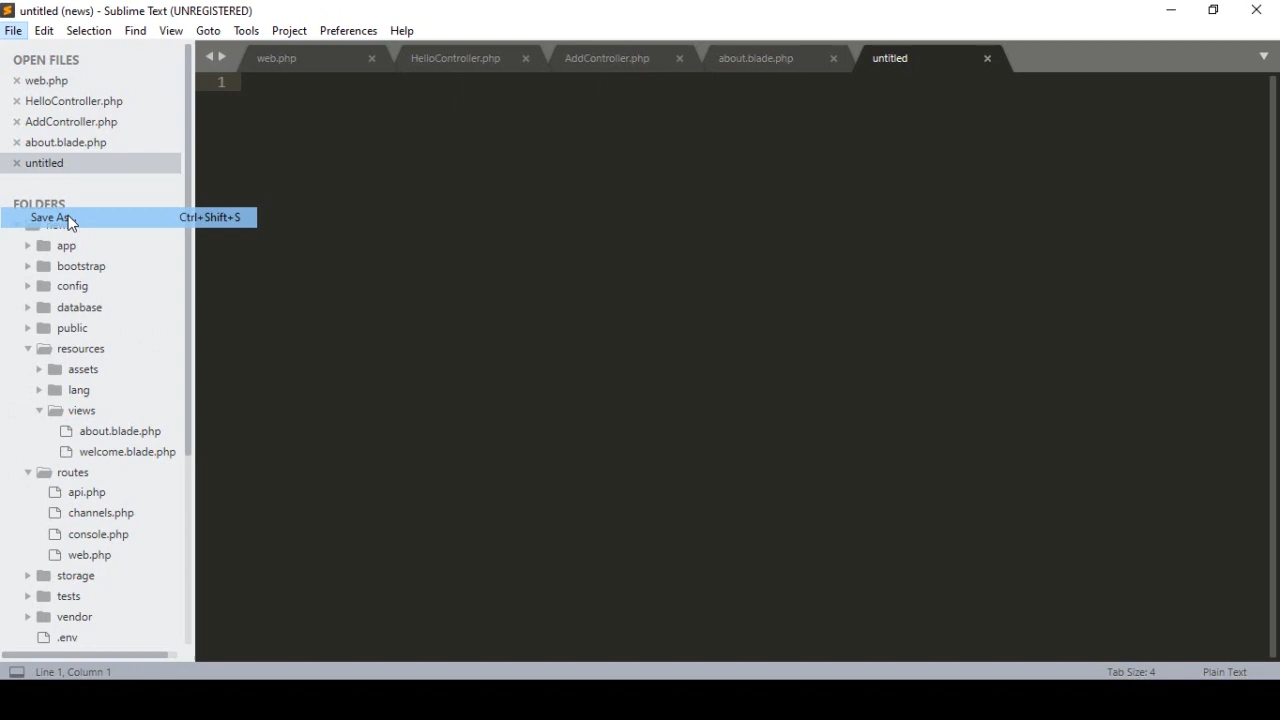 untitled (news) - Sublime Text (UNREGISTERED)
File Edit Selection Find View Goto Tools Project Preferences Help
OPEN FILES
web.php
HelloController.php
AddController.php
about.blade.php
untitled
FOLDERS
Save As Ctrl+Shift+S
app
bootstrap
config
database
public
resources
assets
lang
views
about.blade.php
welcome.blade.php
routes
api.php
channels.php
console.php
web.php
storage
tests
vendor
.env
web.php HelloController.php AddController.php about.blade.php untitled
1
Line 1, Column 1 Tab Size: 4 Plain Text